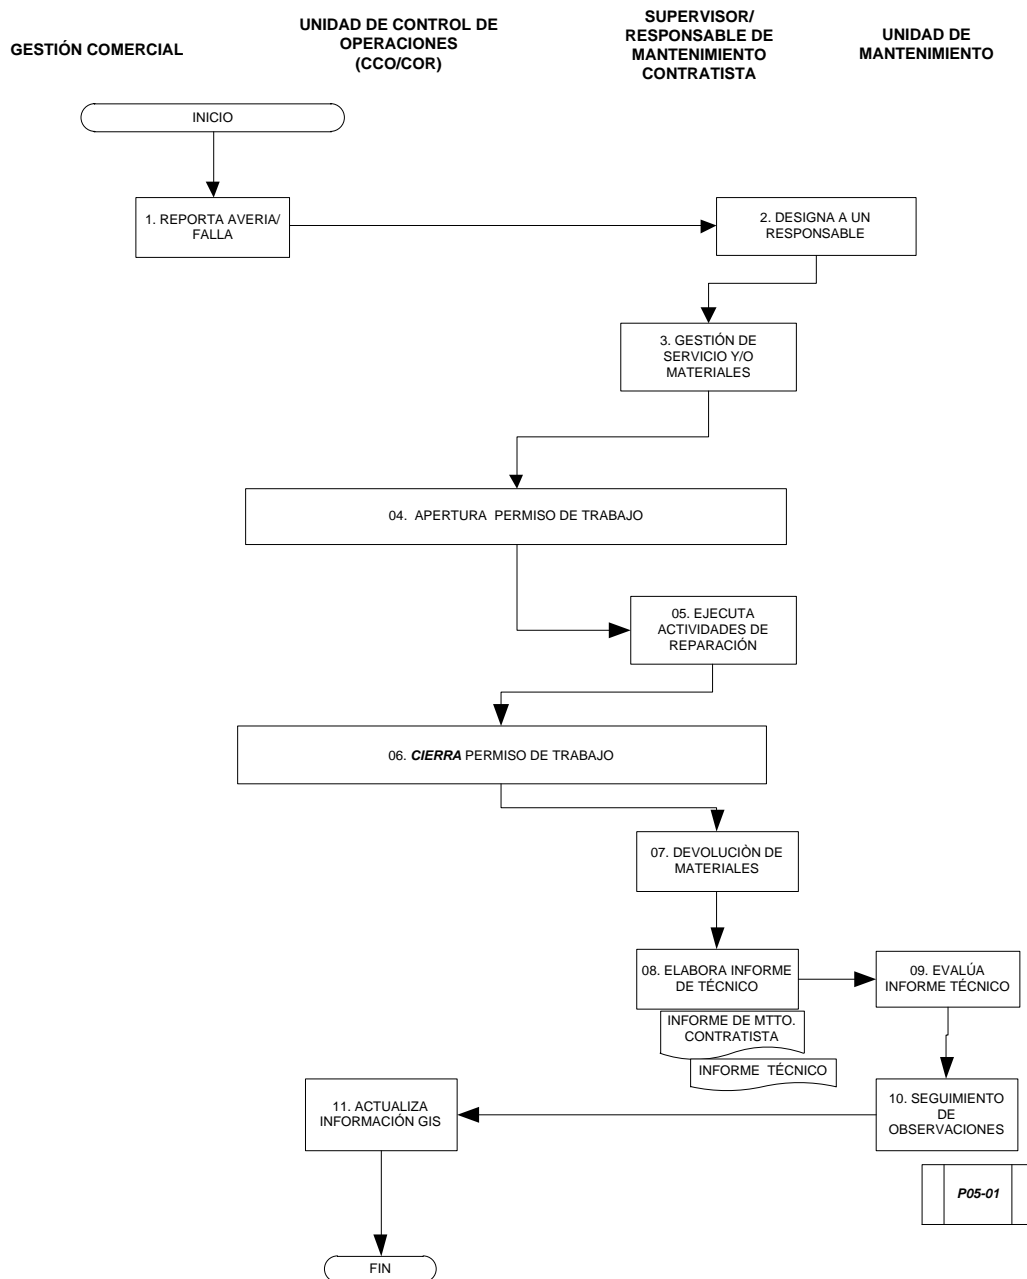 GESTIÓN COMERCIAL
UNIDAD DE CONTROL DE
OPERACIONES
(CCO/COR)
SUPERVISOR/
RESPONSABLE DE
MANTENIMIENTO
CONTRATISTA
UNIDAD DE
MANTENIMIENTO
INICIO
1. REPORTA AVERIA/
FALLA
2. DESIGNA A UN
RESPONSABLE
3. GESTIÓN DE
SERVICIO Y/O
MATERIALES
04. APERTURA PERMISO DE TRABAJO
05. EJECUTA
ACTIVIDADES DE
REPARACIÓN
06. CIERRA PERMISO DE TRABAJO
07. DEVOLUCIÒN DE
MATERIALES
08. ELABORA INFORME
DE TÉCNICO
09. EVALÚA
INFORME TÉCNICO
INFORME DE MTTO.
CONTRATISTA
INFORME TÉCNICO
10. SEGUIMIENTO
DE
OBSERVACIONES
11. ACTUALIZA
INFORMACIÓN GIS
P05-01
FIN